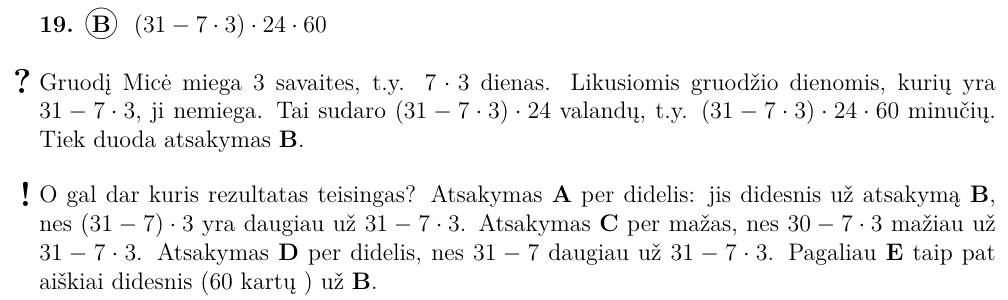 19. B (31 − 7 · 3) · 24 · 60
? Gruodį Micė miega 3 savaites, t.y. 7 · 3 dienas. Likusiomis gruodžio dienomis, kurių yra
31 − 7 · 3, ji nemiega. Tai sudaro (31 − 7 · 3) · 24 valandų, t.y. (31 − 7 · 3) · 24 · 60 minučių.
Tiek duoda atsakymas B.
! O gal dar kuris rezultatas teisingas? Atsakymas A per didelis: jis didesnis už atsakymą B,
nes (31 − 7) · 3 yra daugiau už 31 − 7 · 3. Atsakymas C per mažas, nes 30 − 7 · 3 mažiau už
31 − 7 · 3. Atsakymas D per didelis, nes 31 − 7 daugiau už 31 − 7 · 3. Pagaliau E taip pat
aiškiai didesnis (60 kartų ) už B.